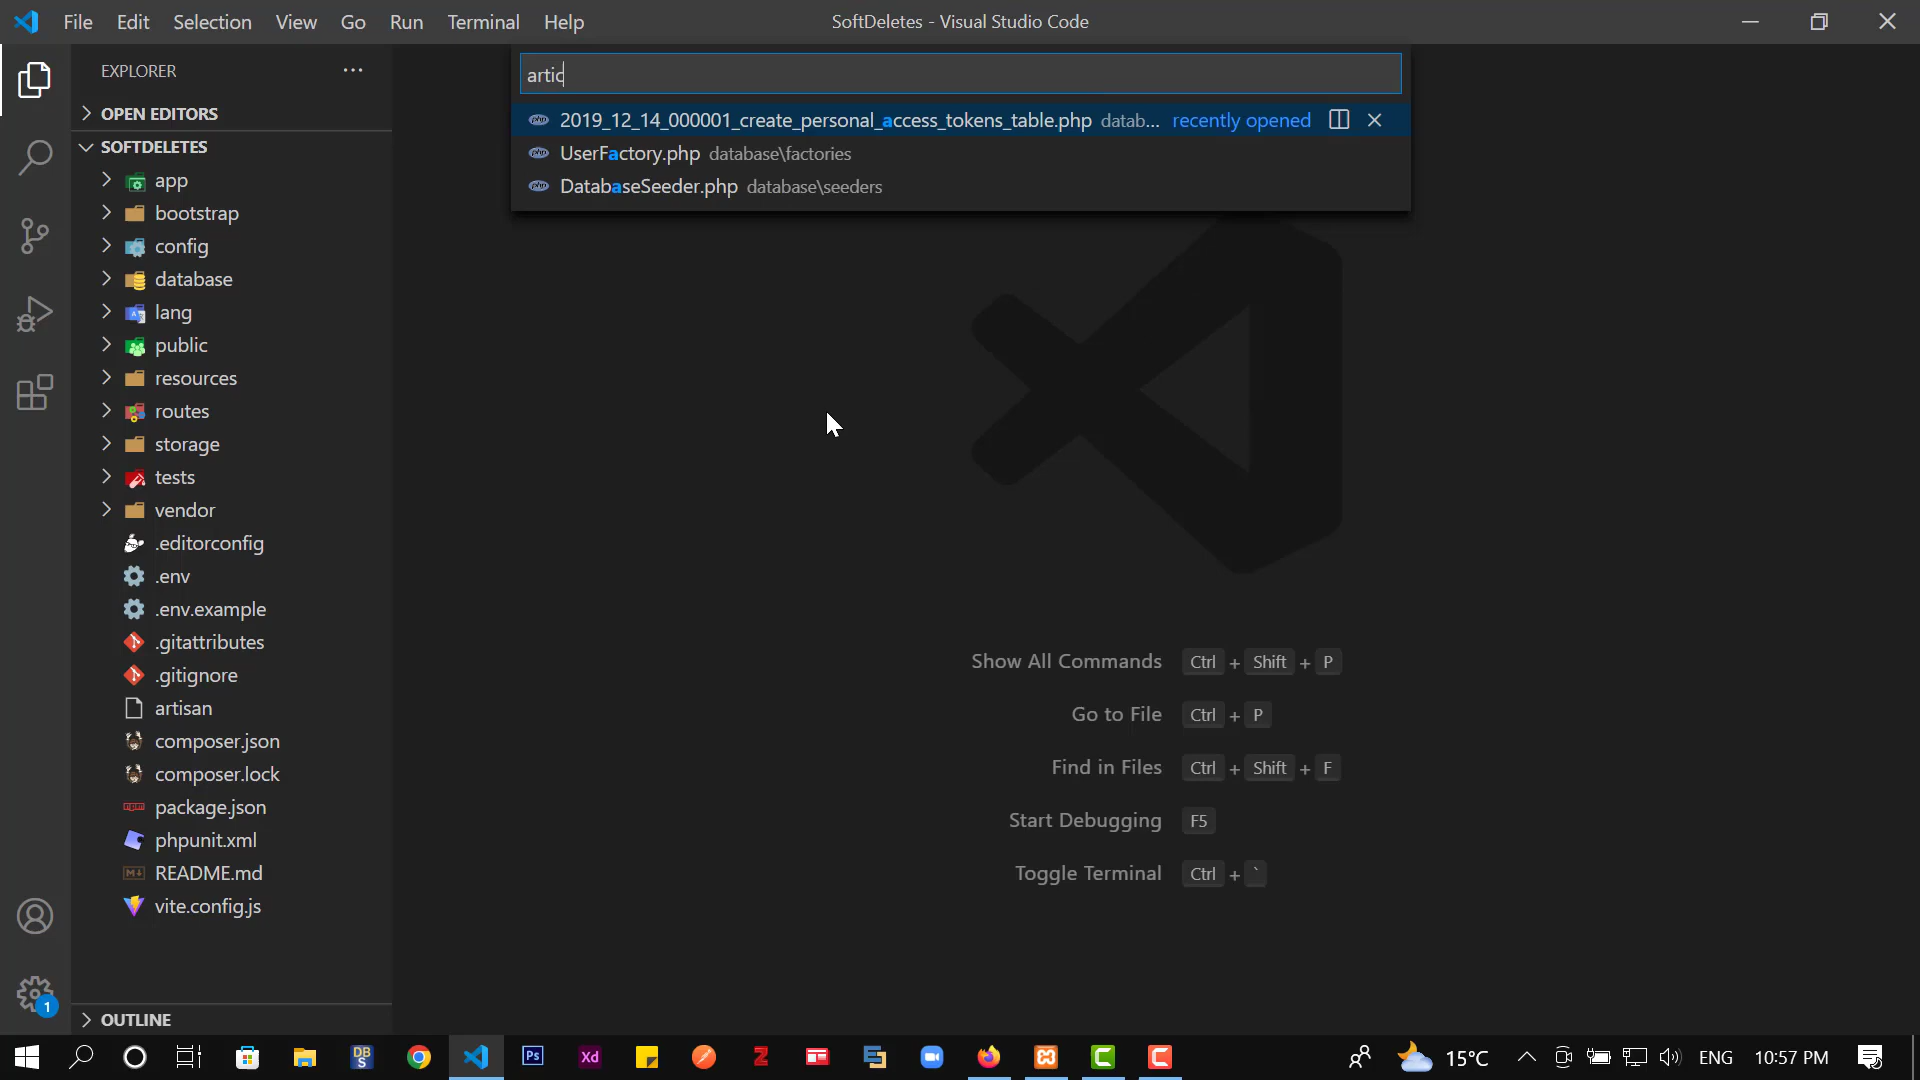 File Edit Selection View Go Run Terminal Help
SoftDeletes - Visual Studio Code
EXPLORER
OPEN EDITORS
SOFTDELETES
app
bootstrap
config
database
lang
public
resources
routes
storage
tests
vendor
.editorconfig
.env
.env.example
.gitattributes
.gitignore
artisan
composer.json
composer.lock
package.json
phpunit.xml
README.md
vite.config.js
OUTLINE
1
artic
2019_12_14_000001_create_personal_access_tokens_table.php datab... recently opened
UserFactory.php database\factories
DatabaseSeeder.php database\seeders
Show All Commands Ctrl + Shift + P
Go to File Ctrl + P
Find in Files Ctrl + Shift + F
Start Debugging F5
Toggle Terminal Ctrl + `
DBS Ps Xd 15°C ENG 10:57 PM